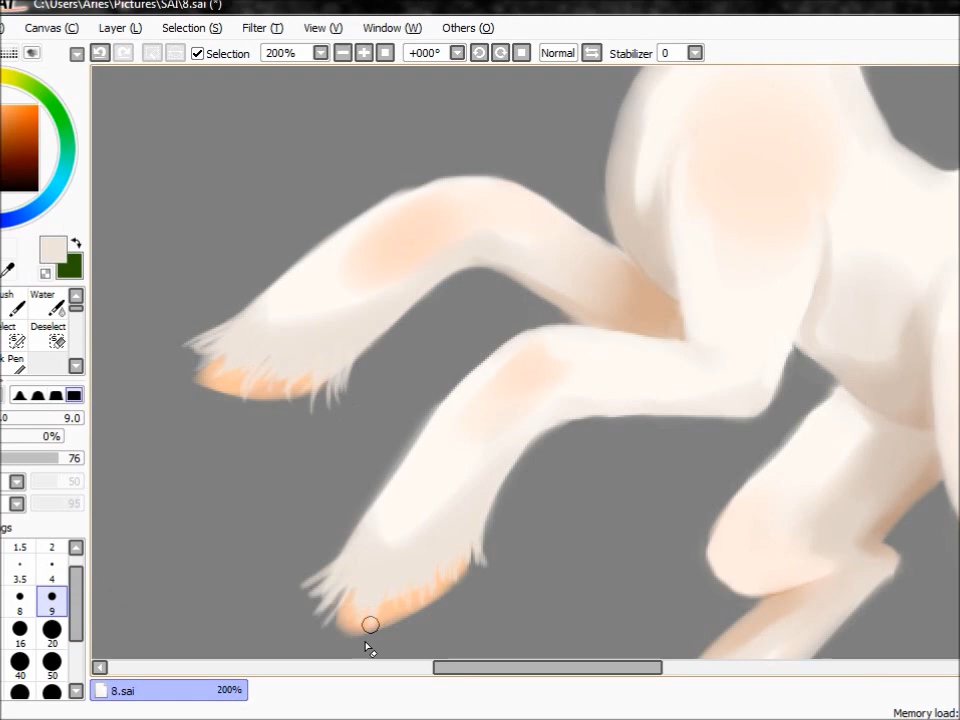 C:\Users\Aries\Pictures\SAI\8.sai (*)
Canvas (C) Layer (L) Selection (S) Filter (T) View (V) Window (W) Others (O)
Selection 200% +000° Normal Stabilizer 0
Water
Deselect
Pen
9.0
0%
76
50
95
1.5 2
3.5 4
8 9
16 20
40 50
8.sai 200%
Memory load: